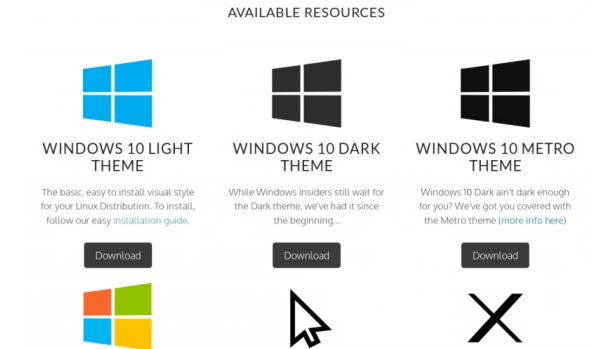 AVAILABLE RESOURCES
WINDOWS 10 LIGHT
THEME
The basic, easy to install visual style
for your Linux Distribution. To install,
follow our easy installation guide.
Download
WINDOWS 10 DARK
THEME
While Windows Insiders still wait for
the Dark theme, we've had it since
the beginning...
Download
WINDOWS 10 METRO
THEME
Windows 10 Dark ain't dark enough
for you? We've got you covered with
the Metro theme (more info here)
Download